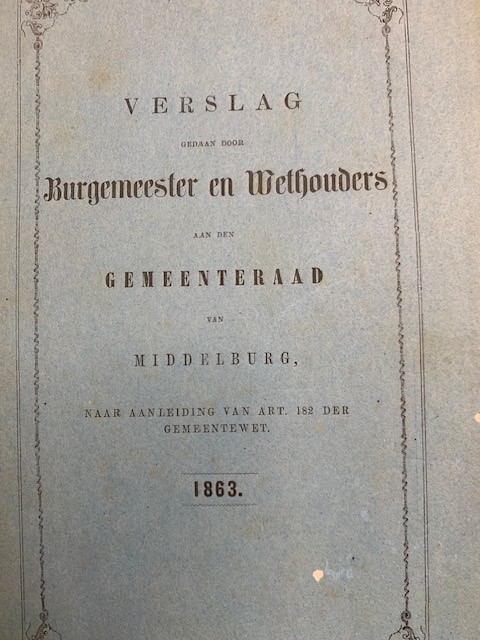 VERSLAG
GEDAAN DOOR
Burgemeester en Wethouders
AAN DEN
GEMEENTERAAD
VAN
MIDDELBURG,
NAAR AANLEIDING VAN ART. 182 DER
GEMEENTEWET.
1863.